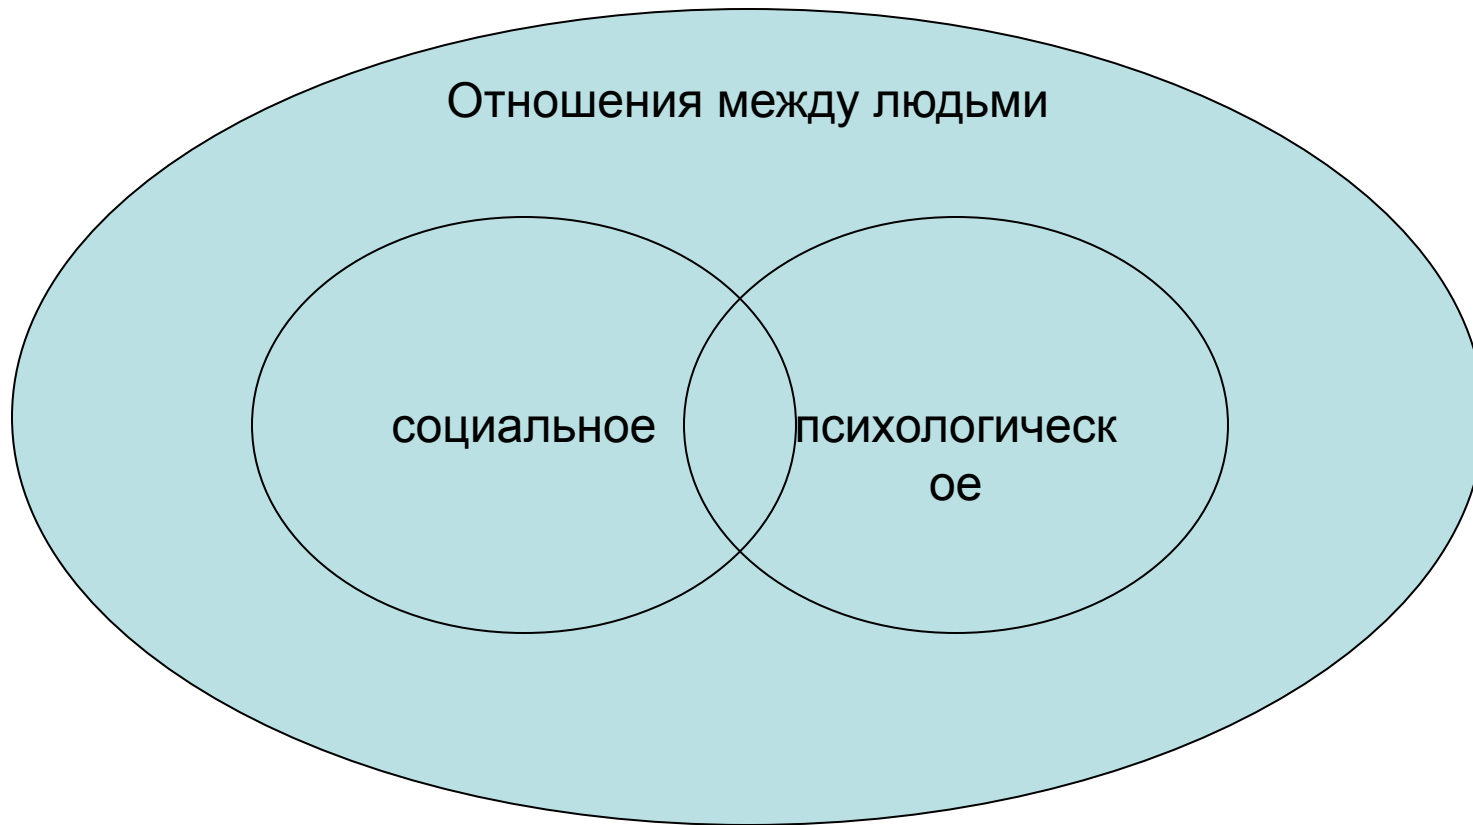 Отношения между людьми
социальное
психологическ
ое